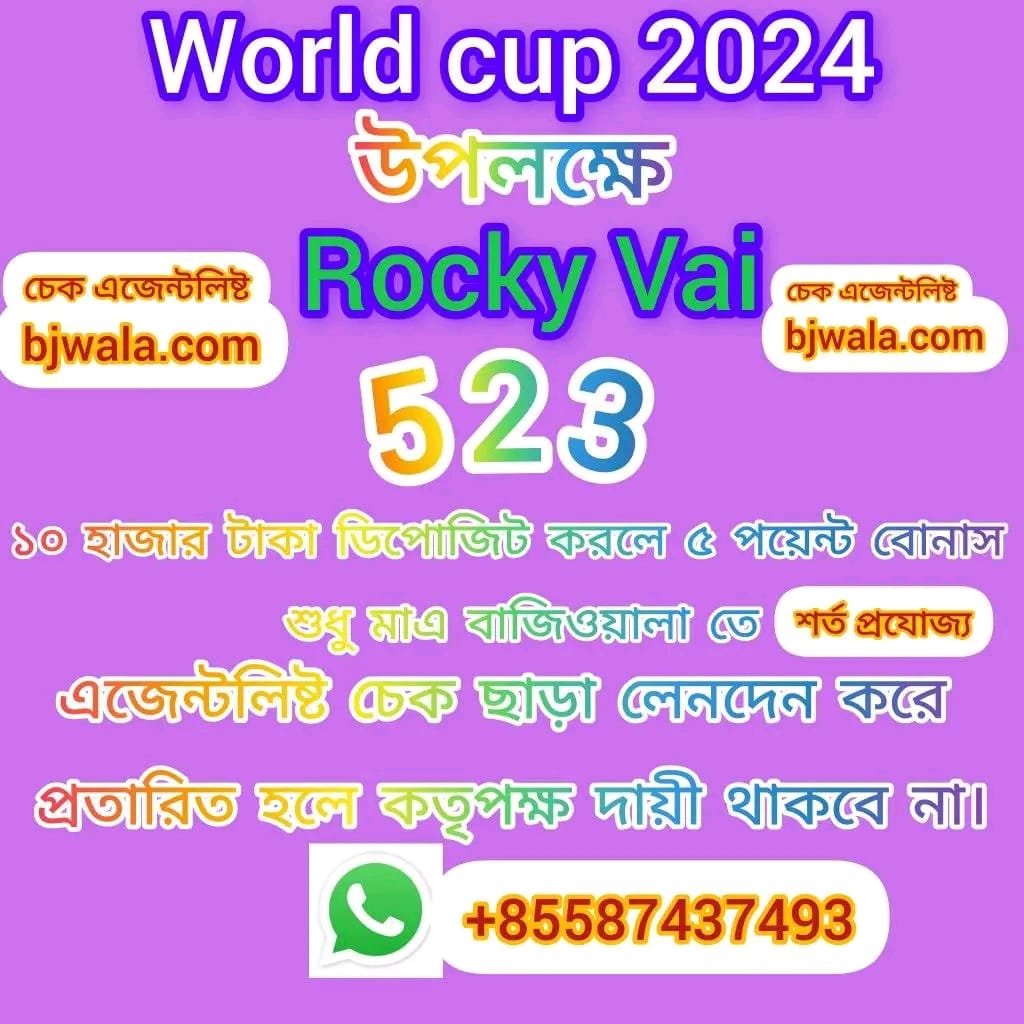 World cup 2024
উপলক্ষে
Rocky Vai
চেক এজেন্টলিষ্ট
bjwala.com
চেক এজেন্টলিষ্ট
bjwala.com
523
১০ হাজার টাকা ডিপোজিট করলে ৫ পয়েন্ট বোনাস
শুধু মাএ বাজিওয়ালা তে শর্ত প্রযোজ্য
এজেন্টলিষ্ট চেক ছাড়া লেনদেন করে
প্রতারিত হলে কতৃপক্ষ দায়ী থাকবে না।
+85587437493